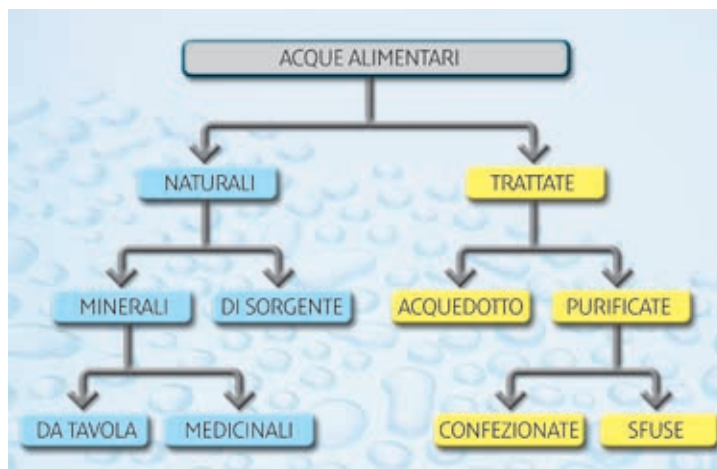 ACQUE ALIMENTARI
NATURALI
TRATTATE
MINERALI
DI SORGENTE
ACQUEDOTTO
PURIFICATE
DA TAVOLA
MEDICINALI
CONFEZIONATE
SFUSE